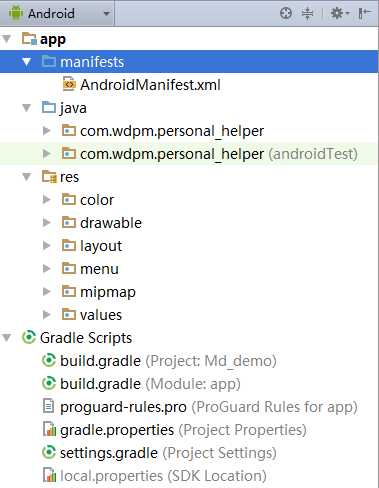 Android
app
manifests
AndroidManifest.xml
java
com.wdpm.personal_helper
com.wdpm.personal_helper (androidTest)
res
color
drawable
layout
menu
mipmap
values
Gradle Scripts
build.gradle (Project: Md_demo)
build.gradle (Module: app)
proguard-rules.pro (ProGuard Rules for app)
gradle.properties (Project Properties)
settings.gradle (Project Settings)
local.properties (SDK Location)